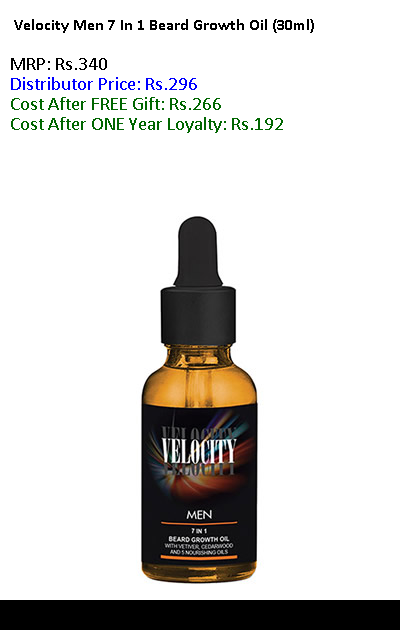 Velocity Men 7 In 1 Beard Growth Oil (30ml)
MRP: Rs.340
Distributor Price: Rs.296
Cost After FREE Gift: Rs.266
Cost After ONE Year Loyalty: Rs.192
VELOCITY
VELOCITY
VELOCITY
MEN
7 IN 1
BEARD GROWTH OIL
WITH VETIVER, CEDARWOOD
AND 5 NOURISHING OILS